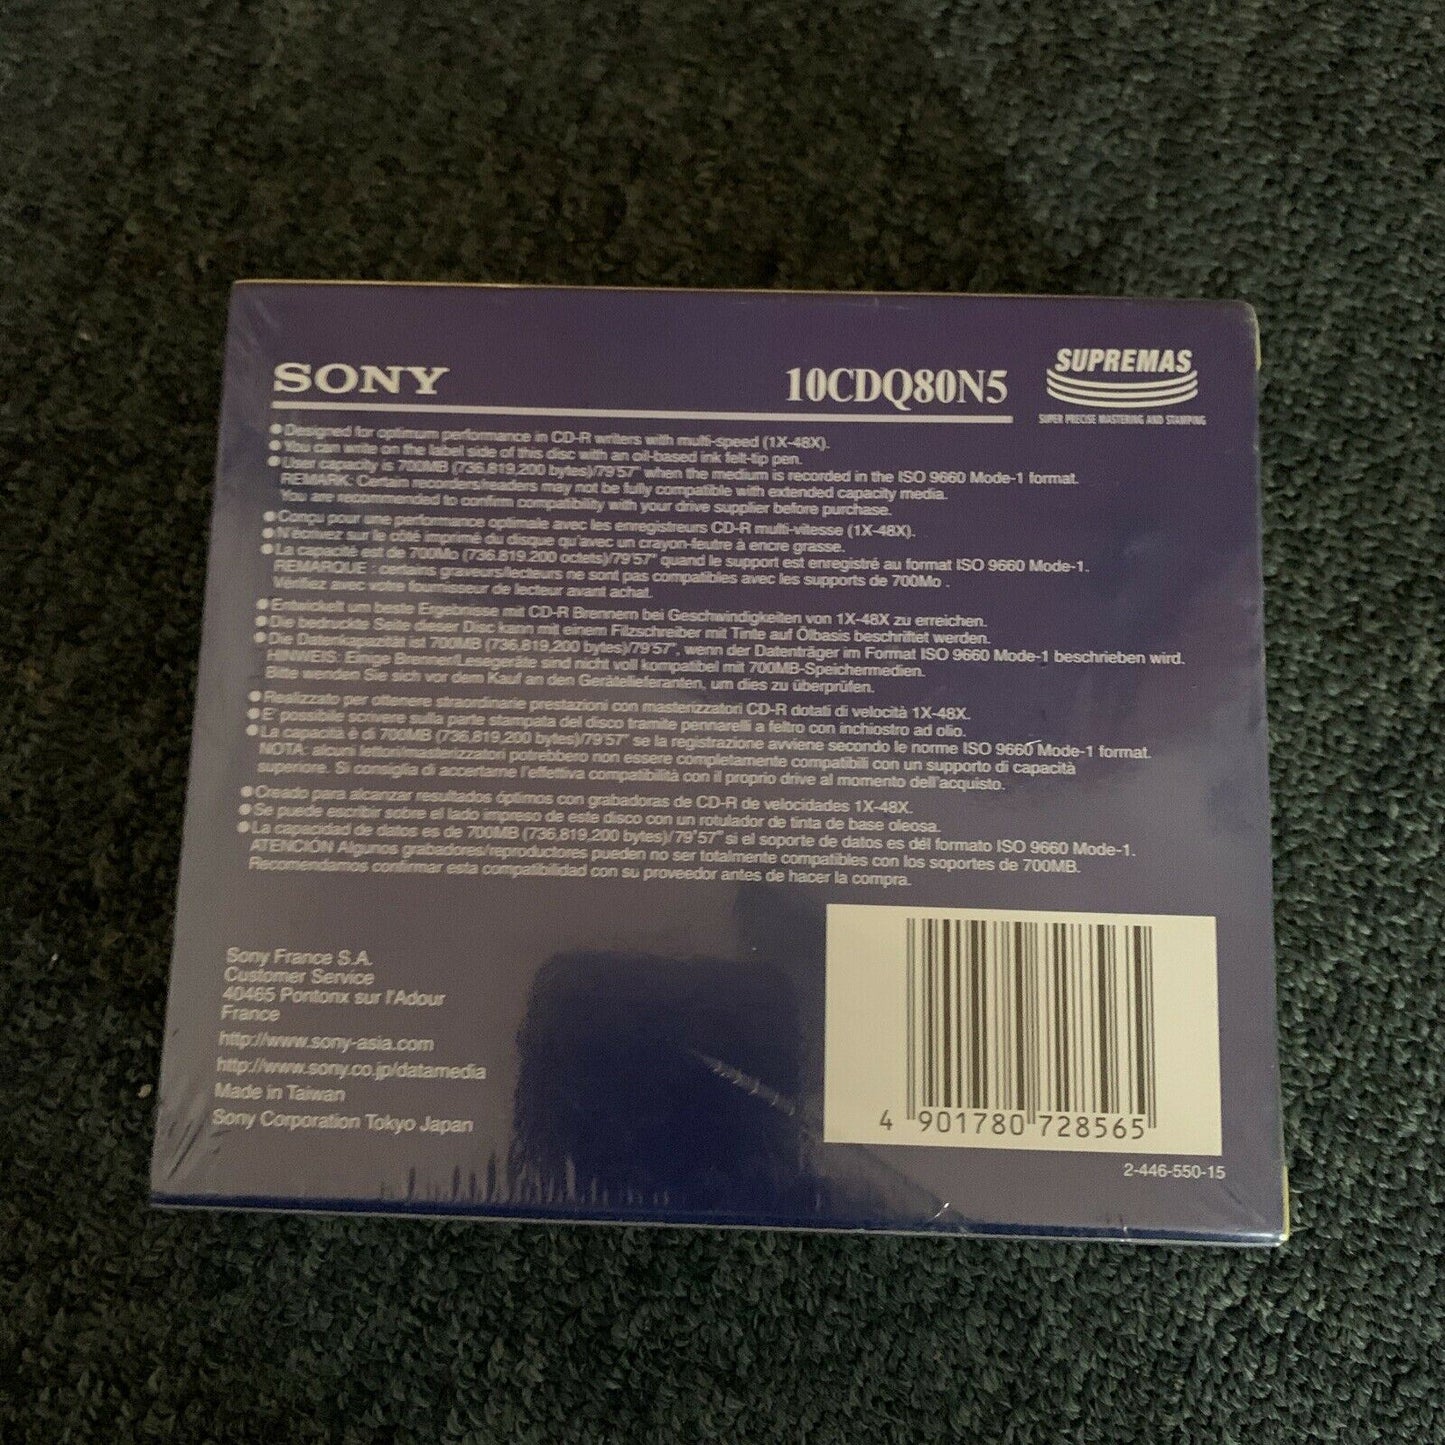 SONY
10CDQ80N5
SUPREMAS
SUPER PRECISE MASTERING AND STAMPING
● Designed for optimum performance in CD-R writers with multi-speed (1X-48X).
● You can write on the label side of this disc with an oil-based ink felt-tip pen.
● User capacity is 700MB (736,819,200 bytes)/79'57" when the medium is recorded in the ISO 9660 Mode-1 format.
REMARK: Certain recorders/readers may not be fully compatible with extended capacity media.
You are recommended to confirm compatibility with your drive supplier before purchase.
● Conçu pour une performance optimale avec les enregistreurs CD-R multi-vitesse (1X-48X).
● N'écrivez sur le côté imprimé du disque qu'avec un crayon-feutre à encre grasse.
● La capacité est de 700Mo (736.819.200 octets)/79'57" quand le support est enregistré au format ISO 9660 Mode-1.
REMARQUE : certains graveurs/lecteurs ne sont pas compatibles avec les supports de 700Mo .
Vérifiez avec votre fournisseur de lecteur avant achat.
● Entwickelt um beste Ergebnisse mit CD-R Brennern bei Geschwindigkeiten von 1X-48X zu erreichen.
● Die bedruckte Seite dieser Disc kann mit einem Filzschreiber mit Tinte auf Ölbasis beschriftet werden.
● Die Datenkapazität ist 700MB (736,819,200 bytes)/79'57", wenn der Datenträger im Format ISO 9660 Mode-1 beschrieben wird.
HINWEIS: Einige Brenner/Lesegeräte sind nicht voll kompatibel mit 700MB-Speichermedien.
Bitte wenden Sie sich vor dem Kauf an den Gerätelieferanten, um dies zu überprüfen.
● Realizzato per ottenere straordinarie prestazioni con masterizzatori CD-R dotati di velocità 1X-48X.
● E' possibile scrivere sulla parte stampata del disco tramite pennarelli a feltro con inchiostro ad olio.
● La capacità è di 700MB (736,819,200 bytes)/79'57" se la registrazione avviene secondo le norme ISO 9660 Mode-1 format.
NOTA: alcuni lettori/masterizzatori potrebbero non essere completamente compatibili con un supporto di capacità
superiore. Si consiglia di accertarne l'effettiva compatibilità con il proprio drive al momento dell'acquisto.
● Creado para alcanzar resultados óptimos con grabadoras de CD-R de velocidades 1X-48X.
● Se puede escribir sobre el lado impreso de este disco con un rotulador de tinta de base oleosa.
● La capacidad de datos es de 700MB (736,819,200 bytes)/79'57" si el soporte de datos es dél formato ISO 9660 Mode-1.
ATENCIÓN Algunos grabadores/reproductores pueden no ser totalmente compatibles con los soportes de 700MB.
Recomendamos confirmar esta compatibilidad con su proveedor antes de hacer la compra.
Sony France S.A.
Customer Service
40465 Pontonx sur l'Adour
France
http://www.sony-asia.com
http://www.sony.co.jp/datamedia
Made in Taiwan
Sony Corporation Tokyo Japan
4 901780 728565
2-446-550-15